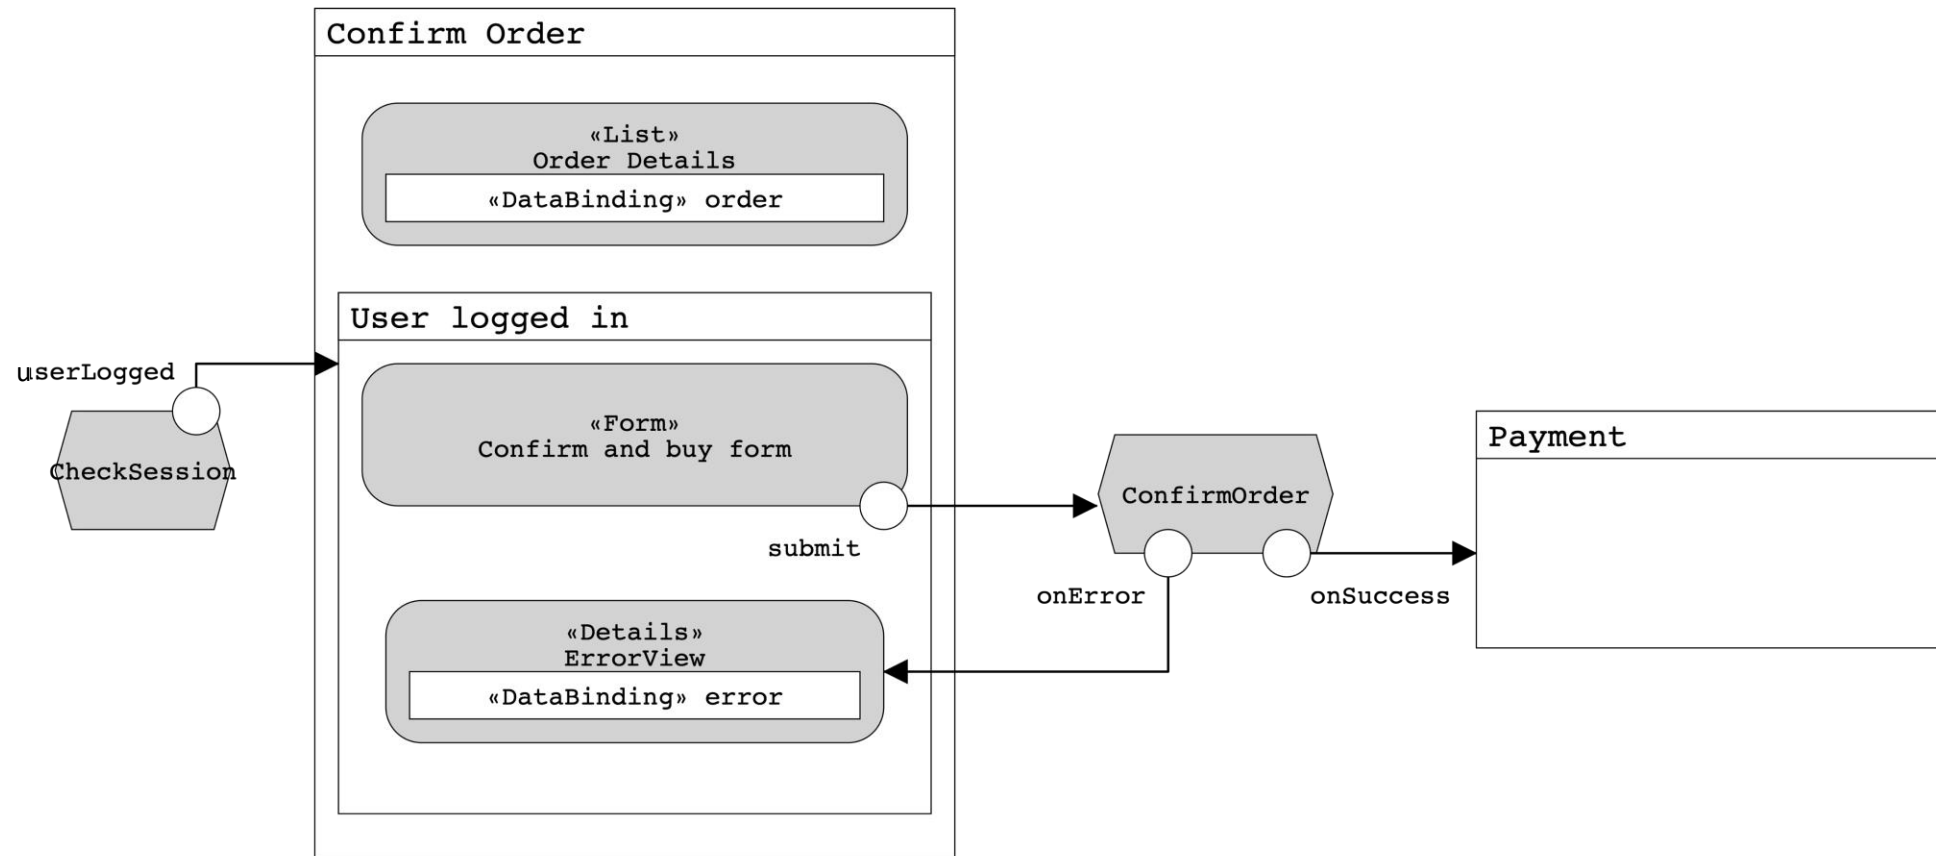 Confirm Order
«List»
Order Details
«DataBinding» order
User logged in
userLogged
CheckSession
«Form»
Confirm and buy form
submit
ConfirmOrder
onError
onSuccess
Payment
«Details»
ErrorView
«DataBinding» error